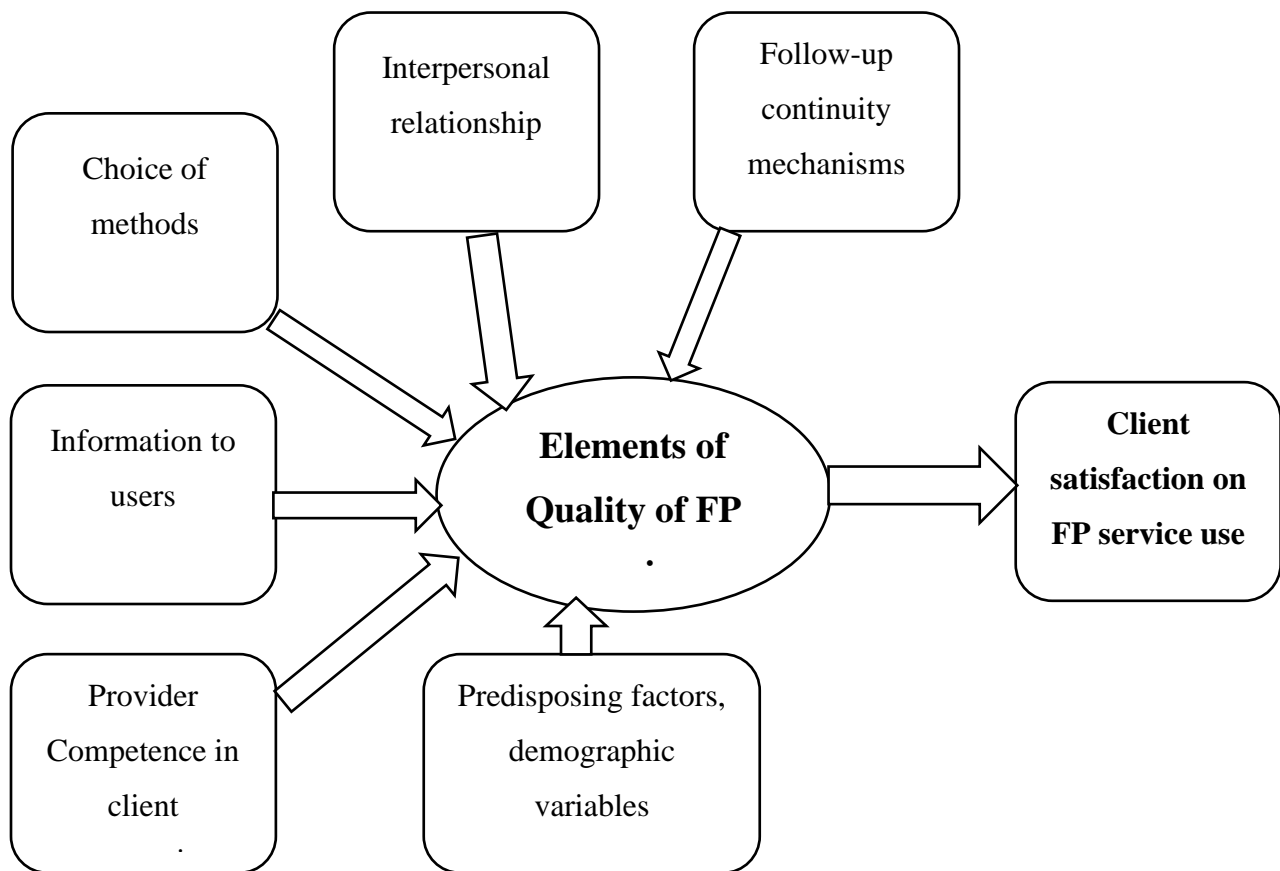 Interpersonal
relationship
Follow-up
continuity
mechanisms
Choice of
methods
Information to
users
Elements of
Quality of FP
.
Client
satisfaction on
FP service use
Provider
Competence in
client
.
Predisposing factors,
demographic
variables